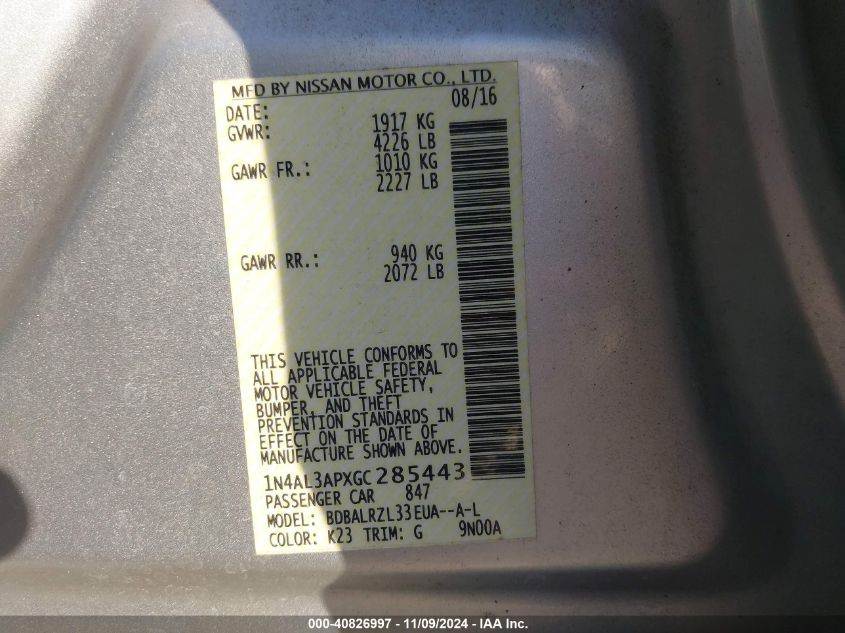 MFD BY NISSAN MOTOR CO., LTD.
DATE: 08/16
GVWR: 1917 KG
4226 LB
GAWR FR.: 1010 KG
2227 LB
GAWR RR.: 940 KG
2072 LB
THIS VEHICLE CONFORMS TO
ALL APPLICABLE FEDERAL
MOTOR VEHICLE SAFETY,
BUMPER, AND THEFT
PREVENTION STANDARDS IN
EFFECT ON THE DATE OF
MANUFACTURE SHOWN ABOVE.
1N4AL3APXGC285443
PASSENGER CAR 847
MODEL: BDBALRZL33EUA--A-L
COLOR: K23 TRIM: G 9N00A
000-40826997 - 11/09/2024 - IAA Inc.